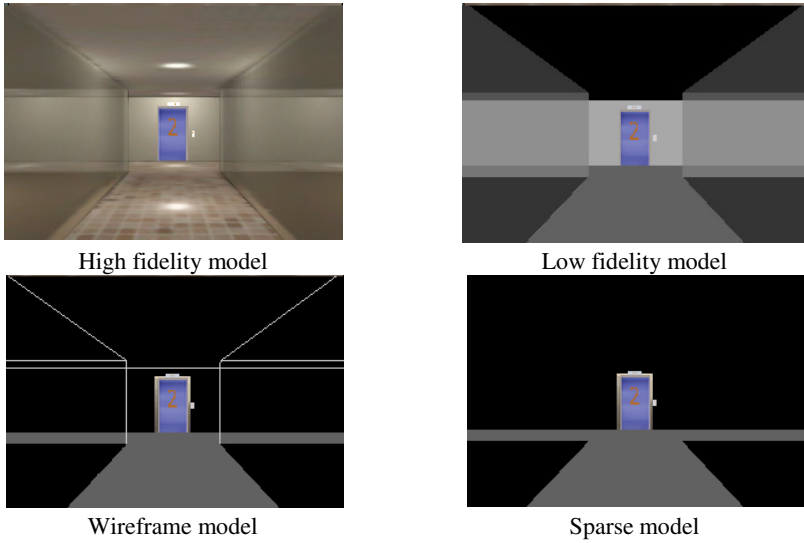 2
2
High fidelity model
Low fidelity model
2
2
Wireframe model
Sparse model